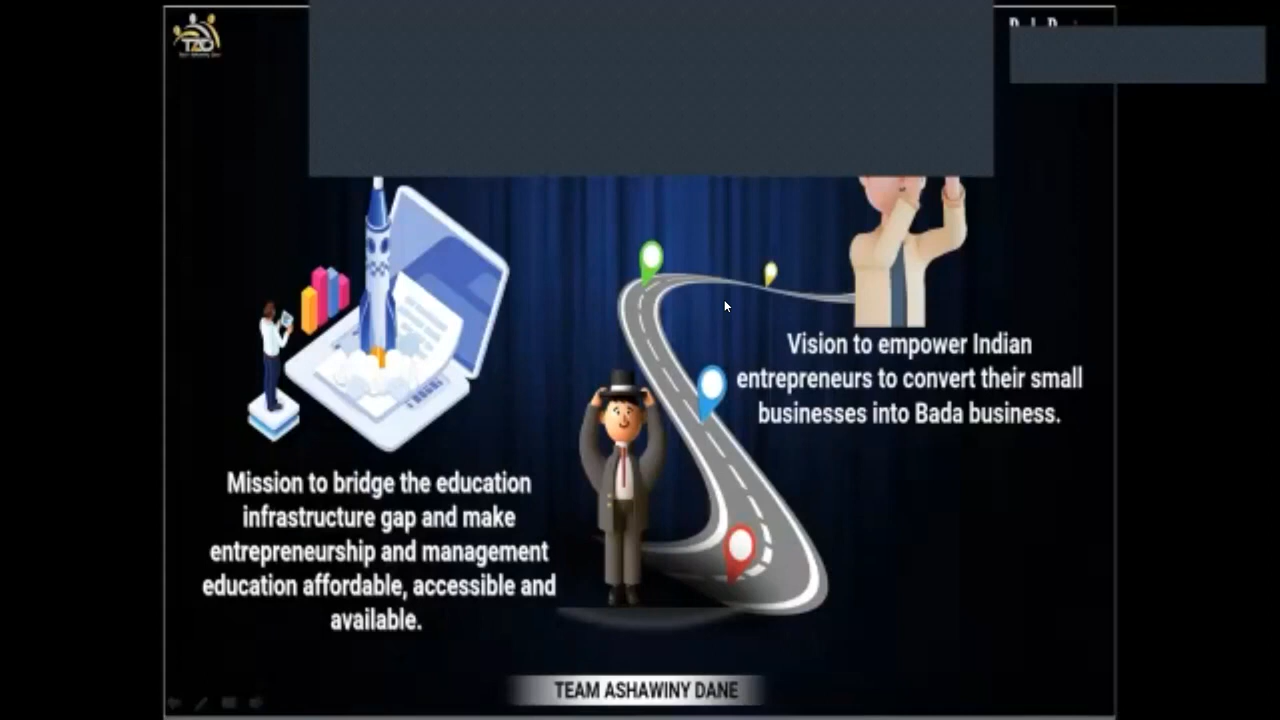 TAD
Mission to bridge the education
infrastructure gap and make
entrepreneurship and management
education affordable, accessible and
available.
Vision to empower Indian
entrepreneurs to convert their small
businesses into Bada business.
TEAM ASHAWINY DANE